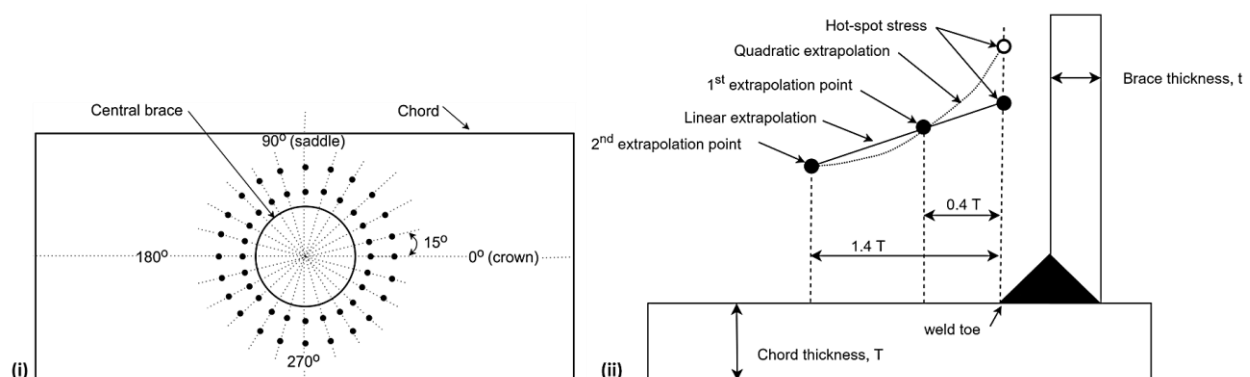 Central brace
Chord
90° (saddle)
15°
180°
0° (crown)
270°
(i)
Hot-spot stress
Quadratic extrapolation
1st extrapolation point
Linear extrapolation
2nd extrapolation point
Brace thickness, t
0.4 T
1.4 T
weld toe
Chord thickness, T
(ii)